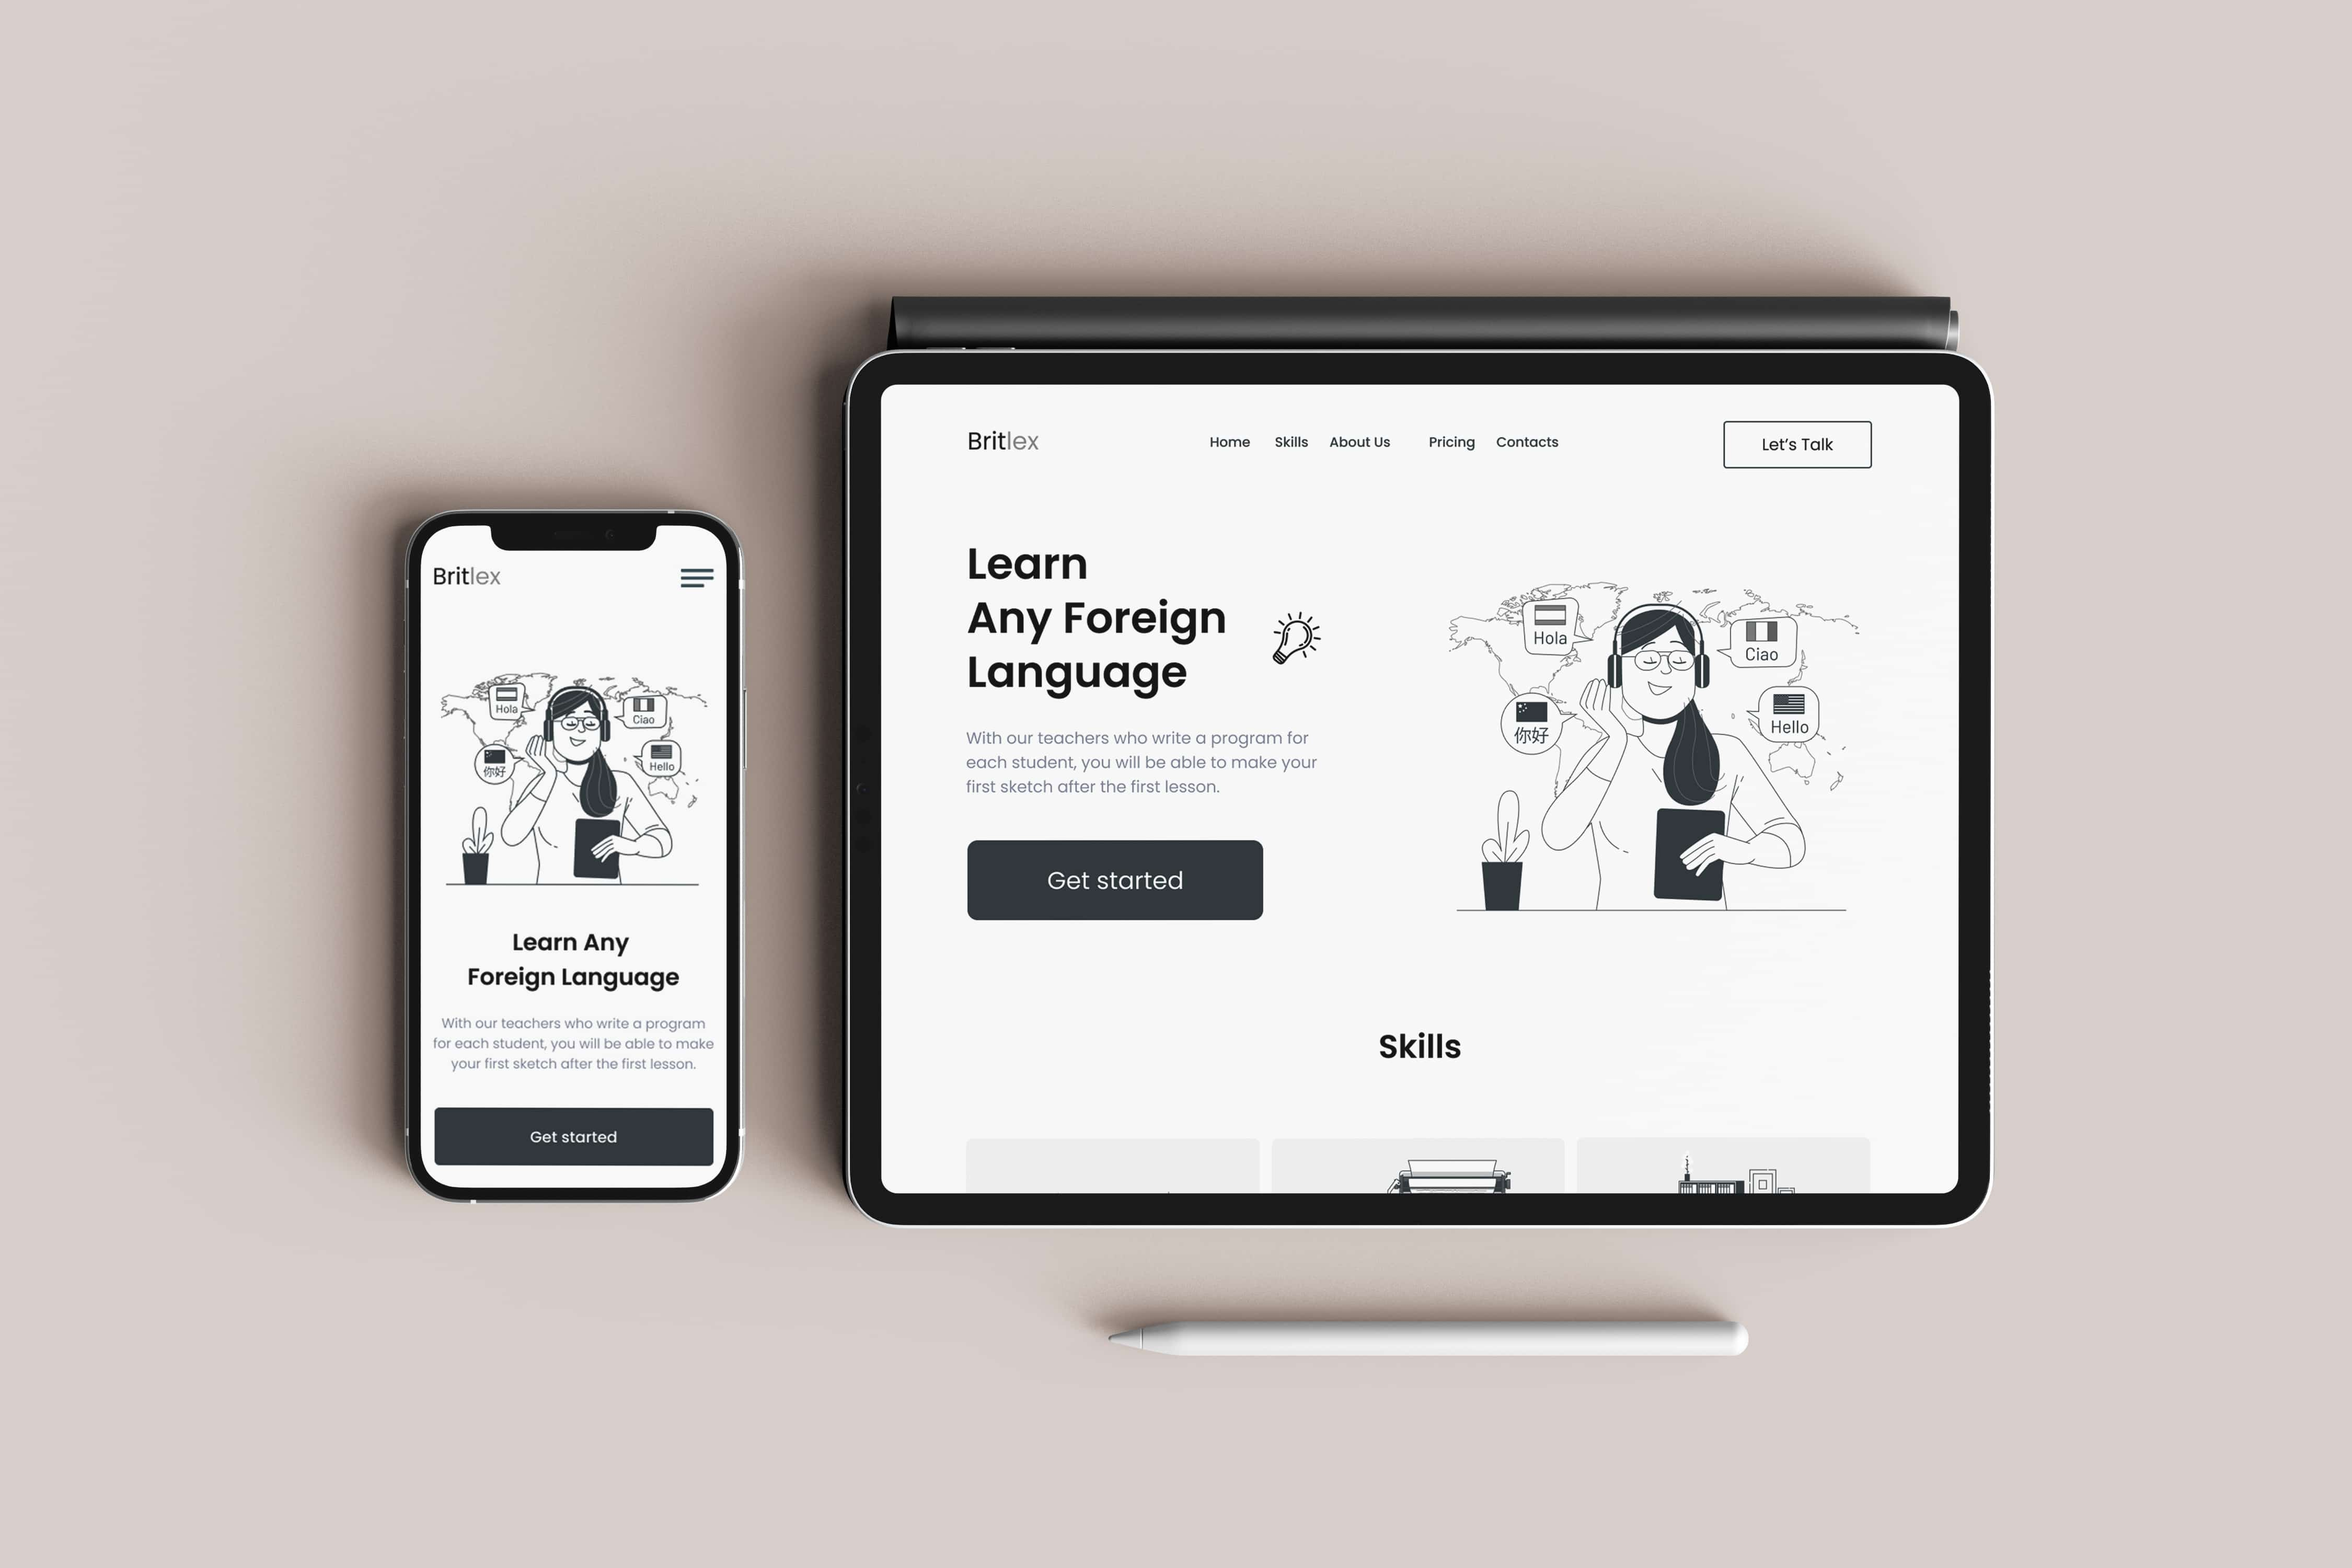 Britlex
Learn Any
Foreign Language
With our teachers who write a program
for each student, you will be able to make
your first sketch after the first lesson.
Get started
Hola
Ciao
你好
Hello
Britlex
Home Skills About Us Pricing Contacts
Let's Talk
Learn
Any Foreign
Language
With our teachers who write a program for
each student, you will be able to make your
first sketch after the first lesson.
Get started
Hola
Ciao
你好
Hello
Skills